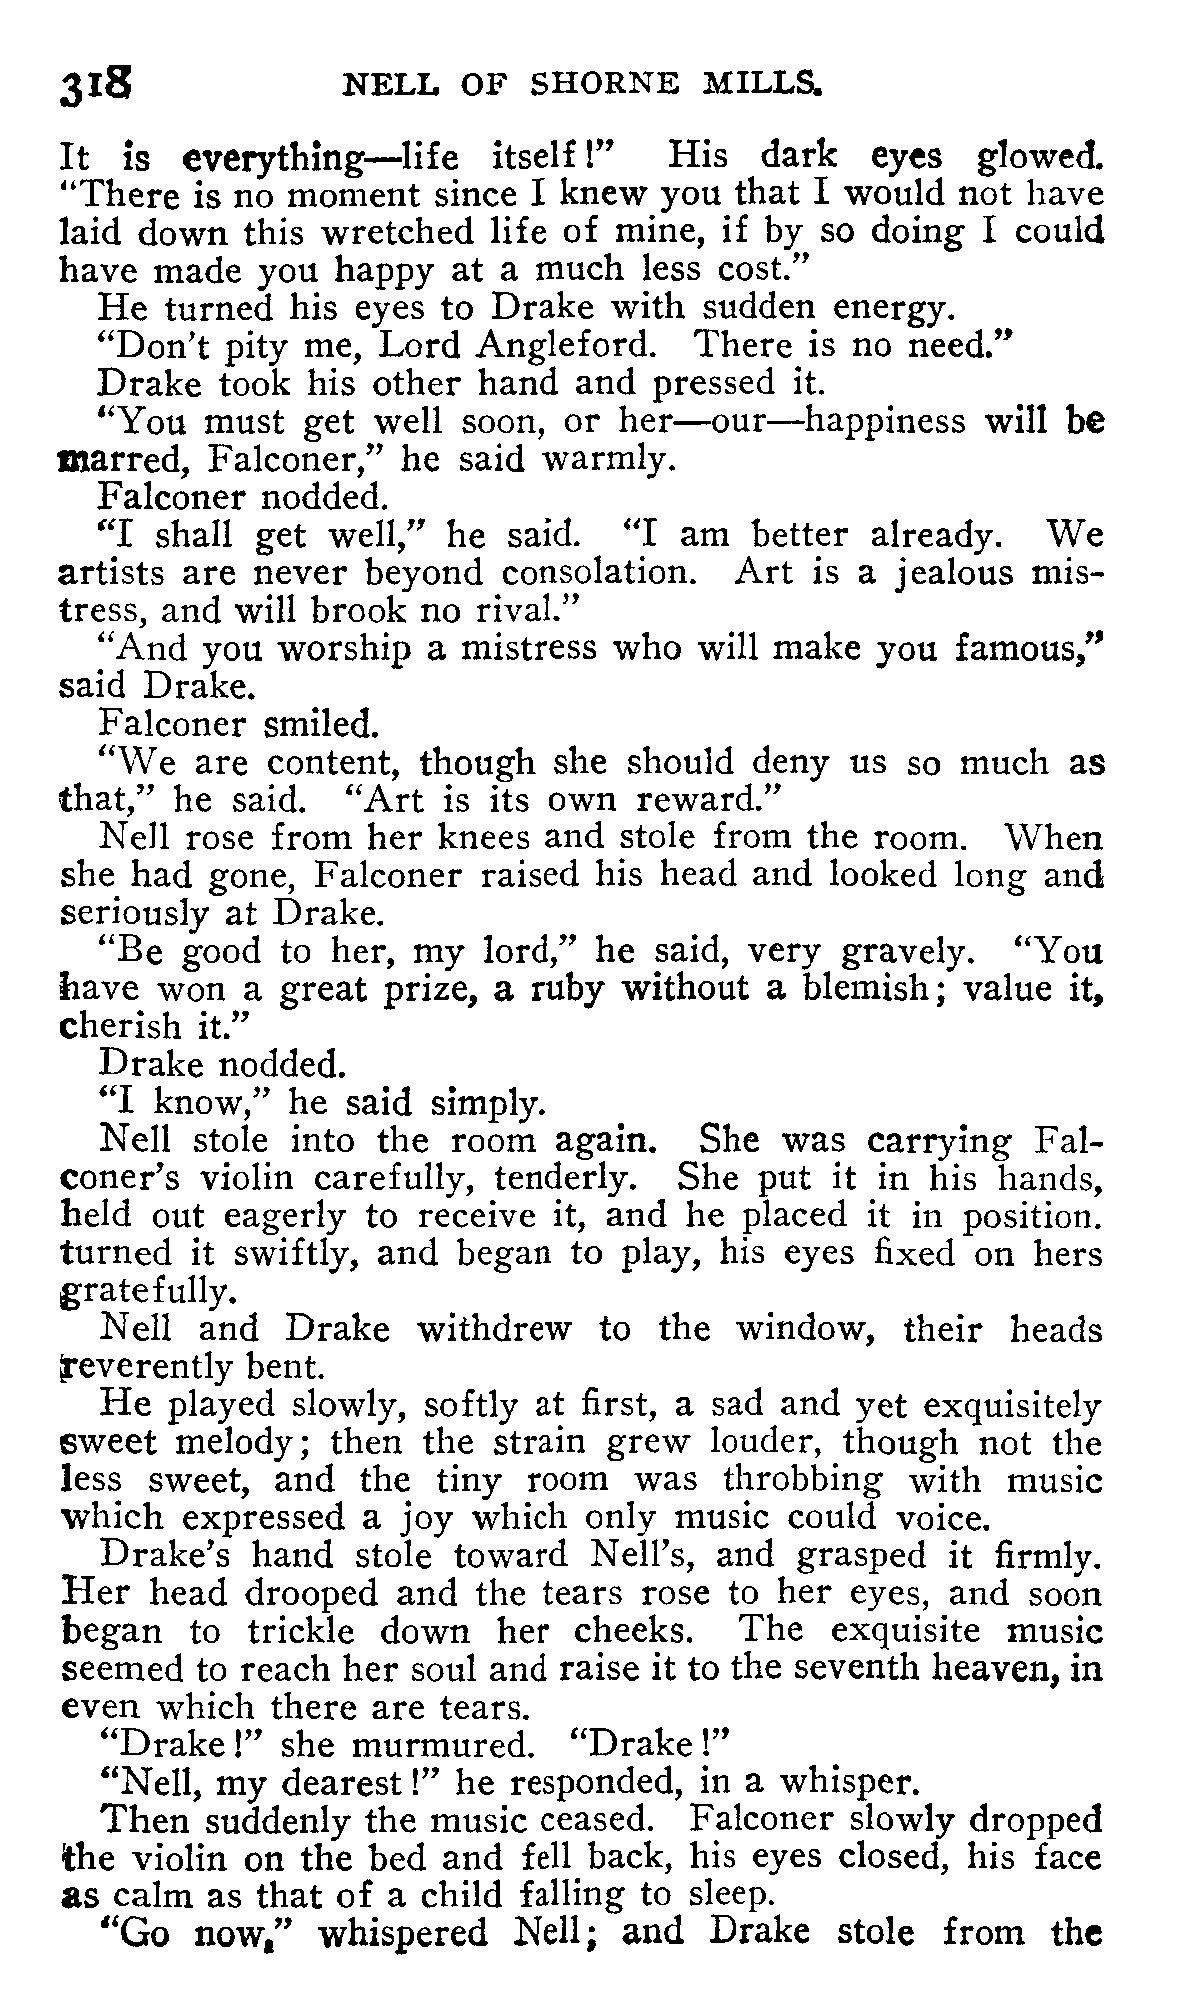 318 NELL OF SHORNE MILLS.
It is everything—life itself!” His dark eyes glowed.
“There is no moment since I knew you that I would not have
laid down this wretched life of mine, if by so doing I could
have made you happy at a much less cost.”
He turned his eyes to Drake with sudden energy.
“Don’t pity me, Lord Angleford. There is no need.”
Drake took his other hand and pressed it.
“You must get well soon, or her—our—happiness will be
marred, Falconer,” he said warmly.
Falconer nodded.
“I shall get well,” he said. “I am better already. We
artists are never beyond consolation. Art is a jealous mis-
tress, and will brook no rival.”
“And you worship a mistress who will make you famous,”
said Drake.
Falconer smiled.
“We are content, though she should deny us so much as
that,” he said. “Art is its own reward.”
Nell rose from her knees and stole from the room. When
she had gone, Falconer raised his head and looked long and
seriously at Drake.
“Be good to her, my lord,” he said, very gravely. “You
have won a great prize, a ruby without a blemish; value it,
cherish it.”
Drake nodded.
“I know,” he said simply.
Nell stole into the room again. She was carrying Fal-
coner’s violin carefully, tenderly. She put it in his hands,
held out eagerly to receive it, and he placed it in position.
turned it swiftly, and began to play, his eyes fixed on hers
gratefully.
Nell and Drake withdrew to the window, their heads
reverently bent.
He played slowly, softly at first, a sad and yet exquisitely
sweet melody; then the strain grew louder, though not the
less sweet, and the tiny room was throbbing with music
which expressed a joy which only music could voice.
Drake’s hand stole toward Nell’s, and grasped it firmly.
Her head drooped and the tears rose to her eyes, and soon
began to trickle down her cheeks. The exquisite music
seemed to reach her soul and raise it to the seventh heaven, in
even which there are tears.
“Drake!” she murmured. “Drake!”
“Nell, my dearest!” he responded, in a whisper.
Then suddenly the music ceased. Falconer slowly dropped
the violin on the bed and fell back, his eyes closed, his face
as calm as that of a child falling to sleep.
“Go now,” whispered Nell; and Drake stole from the